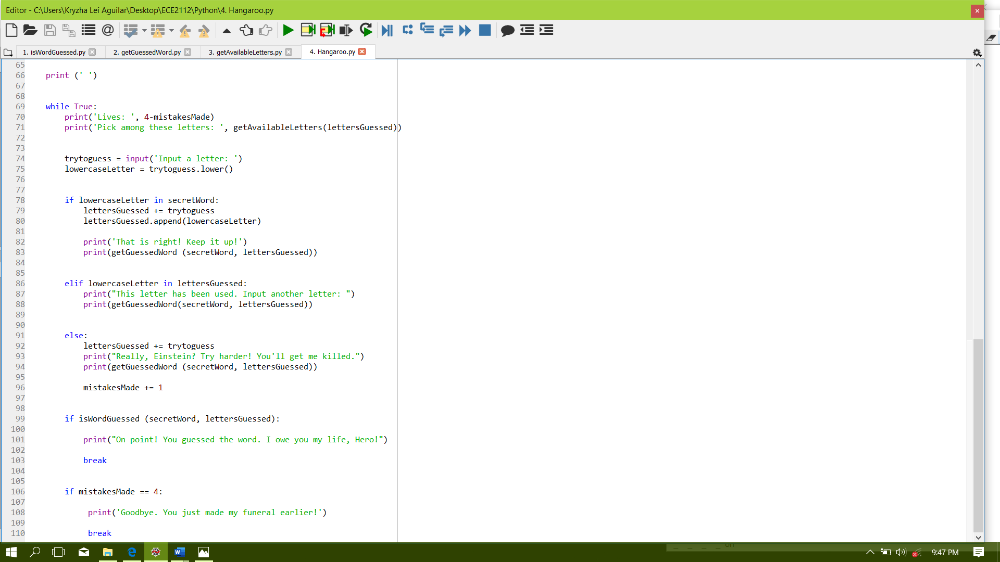 Editor - C:\Users\Kryzha Lei Aguilar\Desktop\ECE2112\Python\4. Hangaroo.py
1. isWordGuessed.py 2. getGuessedWord.py 3. getAvailableLetters.py 4. Hangaroo.py
65
66 print (' ')
67
68
69 while True:
70 print('Lives: ', 4-mistakesMade)
71 print('Pick among these letters: ', getAvailableLetters(lettersGuessed))
72
73
74 trytoguess = input('Input a letter: ')
75 lowercaseLetter = trytoguess.lower()
76
77
78 if lowercaseLetter in secretWord:
79 lettersGuessed += trytoguess
80 lettersGuessed.append(lowercaseLetter)
81
82 print('That is right! Keep it up!')
83 print(getGuessedWord (secretWord, lettersGuessed))
84
85
86 elif lowercaseLetter in lettersGuessed:
87 print("This letter has been used. Input another letter: ")
88 print(getGuessedWord(secretWord, lettersGuessed))
89
90
91 else:
92 lettersGuessed += trytoguess
93 print("Really, Einstein? Try harder! You'll get me killed.")
94 print(getGuessedWord (secretWord, lettersGuessed))
95
96 mistakesMade += 1
97
98
99 if isWordGuessed (secretWord, lettersGuessed):
100
101 print("On point! You guessed the word. I owe you my life, Hero!")
102
103 break
104
105
106 if mistakesMade == 4:
107
108 print('Goodbye. You just made my funeral earlier!')
109
110 break
9:47 PM